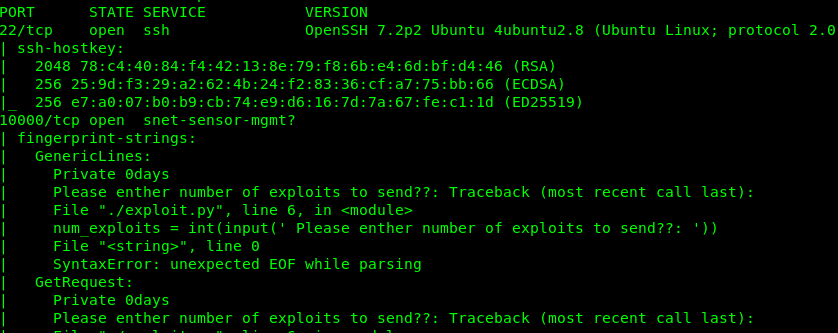 PORT      STATE SERVICE           VERSION
22/tcp    open  ssh               OpenSSH 7.2p2 Ubuntu 4ubuntu2.8 (Ubuntu Linux; protocol 2.0
| ssh-hostkey:
|   2048 78:c4:40:84:f4:42:13:8e:79:f8:6b:e4:6d:bf:d4:46 (RSA)
|   256 25:9d:f3:29:a2:62:4b:24:f2:83:36:cf:a7:75:bb:66 (ECDSA)
|_  256 e7:a0:07:b0:b9:cb:74:e9:d6:16:7d:7a:67:fe:c1:1d (ED25519)
10000/tcp open  snet-sensor-mgmt?
| fingerprint-strings:
|   GenericLines:
|     Private 0days
|     Please enther number of exploits to send??: Traceback (most recent call last):
|     File "./exploit.py", line 6, in <module>
|     num_exploits = int(input(' Please enther number of exploits to send??: '))
|     File "<string>", line 0
|     SyntaxError: unexpected EOF while parsing
|   GetRequest:
|     Private 0days
|     Please enther number of exploits to send??: Traceback (most recent call last):